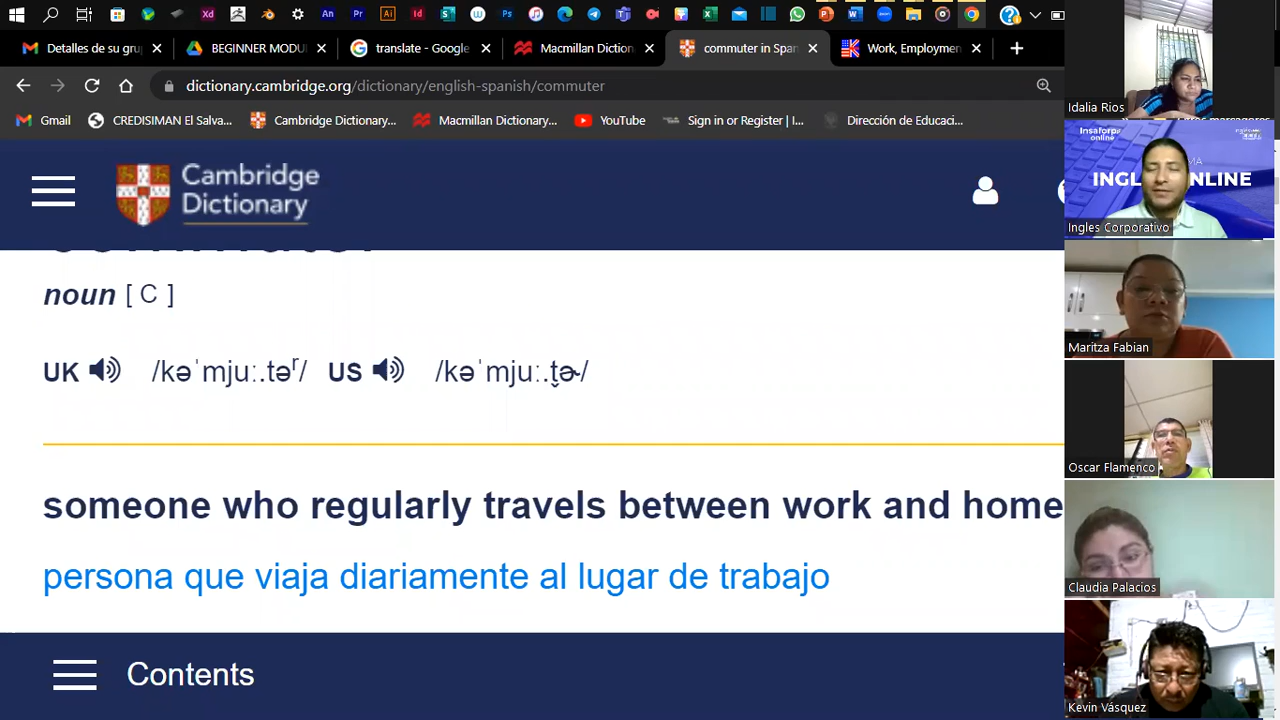 Detalles de su gru
BEGINNER MODU
translate - Google
Macmillan Diction
commuter in Span
Work, Employmen
dictionary.cambridge.org/dictionary/english-spanish/commuter
Gmail
CREDISIMAN El Salva...
Cambridge Dictionary...
Macmillan Dictionary...
YouTube
Sign in or Register | I...
Dirección de Educaci...
Cambridge
Dictionary
noun [ C ]
UK /kəˈmjuː.tər/ US /kəˈmjuː.t̬ɚ/
someone who regularly travels between work and home
persona que viaja diariamente al lugar de trabajo
Contents
Idalia Rios
Insaforp
online
Ingles Corporativo
Maritza Fabian
Oscar Flamenco
Claudia Palacios
Kevin Vásquez